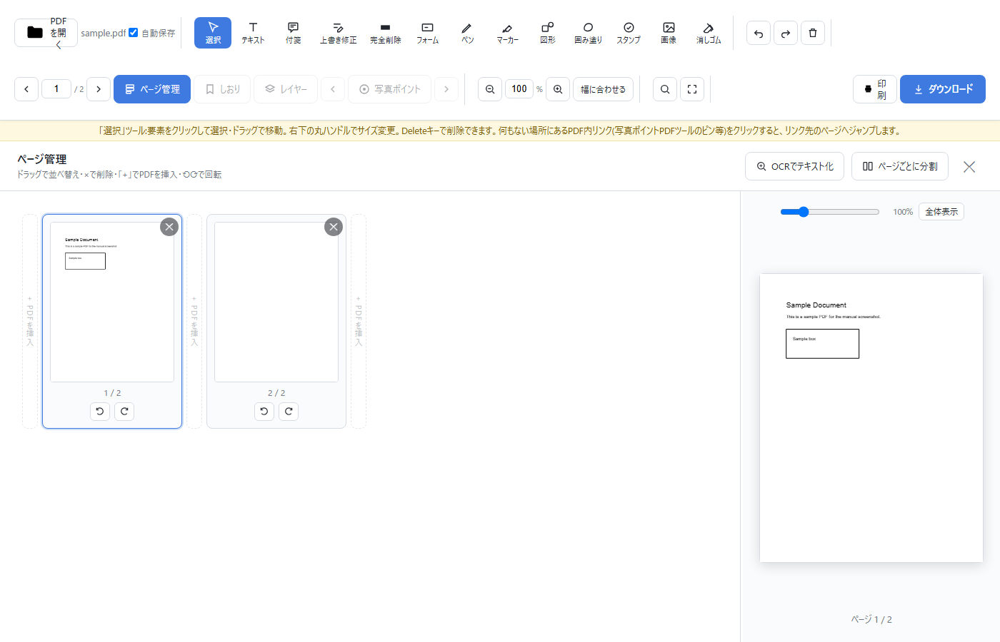 PDF
を開
く
sample.pdf 自動保存
選択
テキスト
付箋
上書き修正
完全削除
フォーム
ペン
マーカー
図形
囲み塗り
スタンプ
画像
消しゴム
1 / 2
ページ管理
しおり
レイヤー
写真ポイント
100 %
幅に合わせる
印
刷
ダウンロード
「選択」ツール:要素をクリックして選択・ドラッグで移動。右下の丸ハンドルでサイズ変更。Deleteキーで削除できます。何もない場所にあるPDF内リンク(写真ポイントPDFツールのピン等)をクリックすると、リンク先のページへジャンプします。
ページ管理
ドラッグで並べ替え・×で削除・「+」でPDFを挿入・⟲⟳で回転
OCRでテキスト化
ページごとに分割
+ PDFを挿入
Sample Document
This is a sample PDF for the manual screenshot.
Sample box
1 / 2
+ PDFを挿入
2 / 2
+ PDFを挿入
100%
全体表示
Sample Document
This is a sample PDF for the manual screenshot.
Sample box
ページ 1 / 2